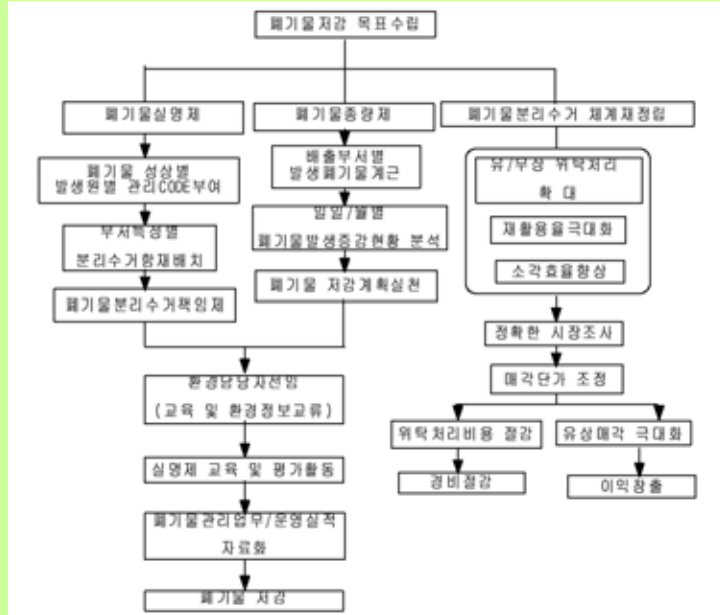 폐기물저감 목표수립
폐기물실명제
폐기물종량제
폐기물분리수거 체계재정립
폐기물 성상별
발생원별 관리CODE부여
부서특성별
분리수거함재배치
폐기물분리수거책임제
배출부서별
발생폐기물계근
일일/월별
폐기물발생증감현황 분석
폐기물 저감계획실천
유/무상 위탁처리
확 대
재활용율극대화
소각효율향상
정확한 시장조사
매각단가 조정
위탁처리비용 절감
유상매각 극대화
경비절감
이익창출
환경담당자선임
(교육 및 환경정보교류)
실명제 교육 및 평가활동
폐기물관리업무/운영실적
자료화
폐기물 저감